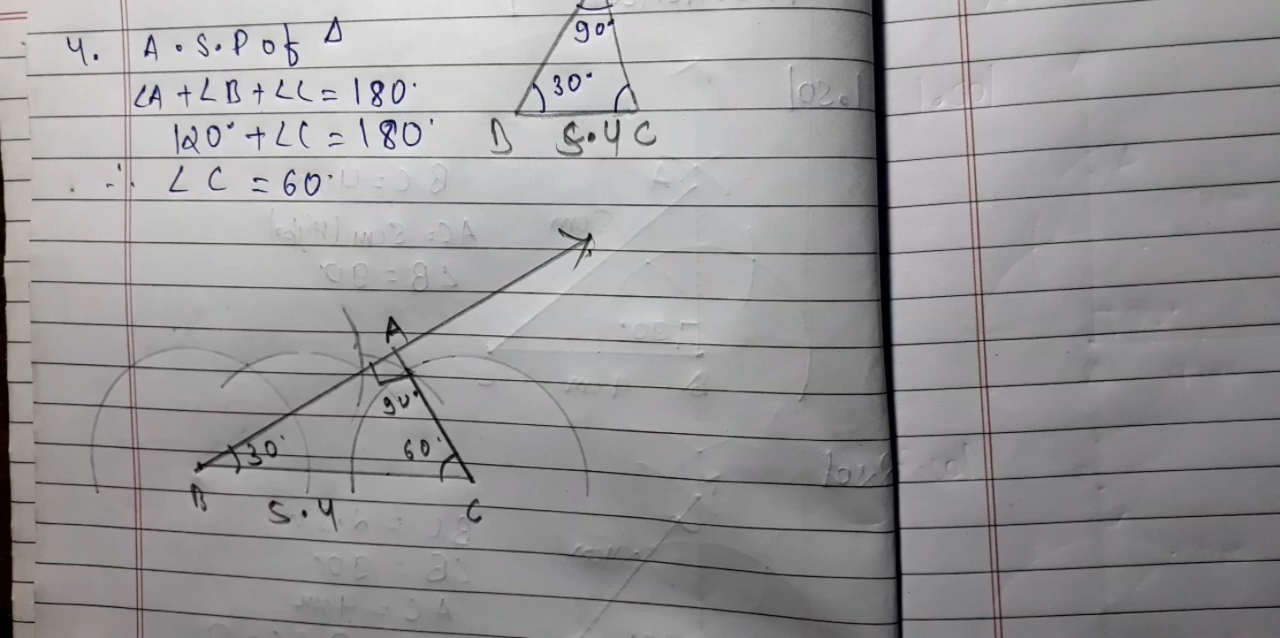 4. A.S.P of Δ
∠A + ∠B + ∠C = 180°
120° + ∠C = 180°
∴ ∠C = 60°
90°
30°
B 5.4 C
A
90°
30° 60°
B 5.4 C